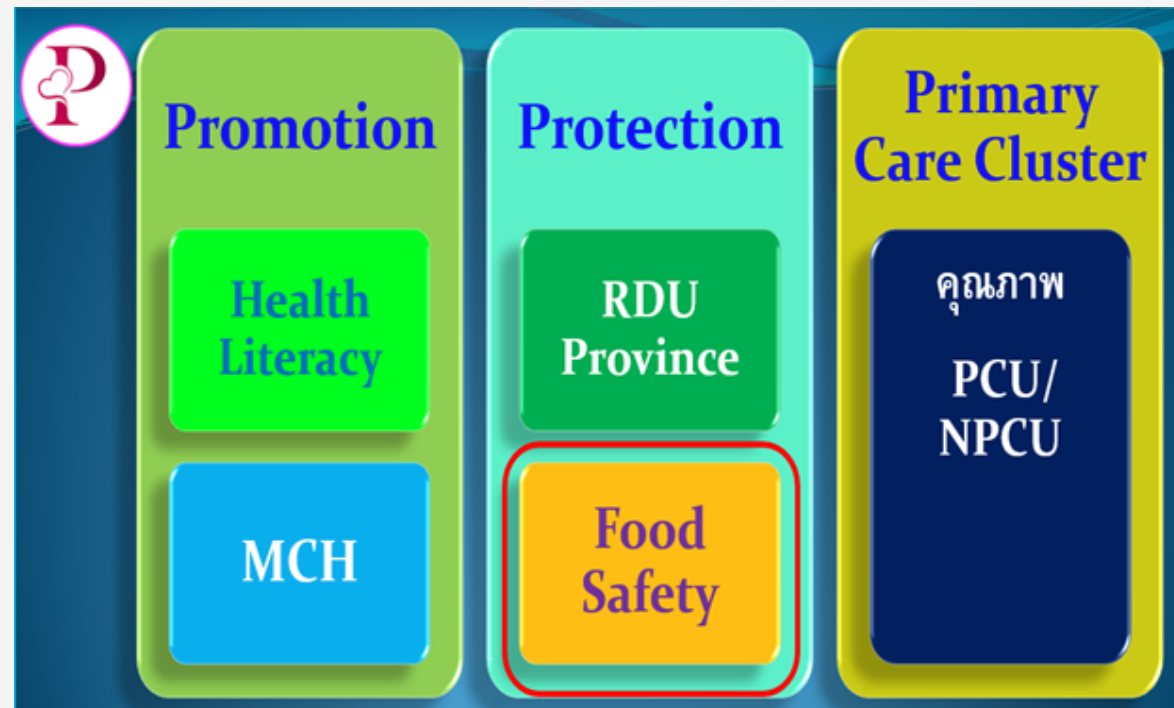 P
Promotion
Health
Literacy
MCH
Protection
RDU
Province
Food
Safety
Primary
Care Cluster
คุณภาพ
PCU/
NPCU